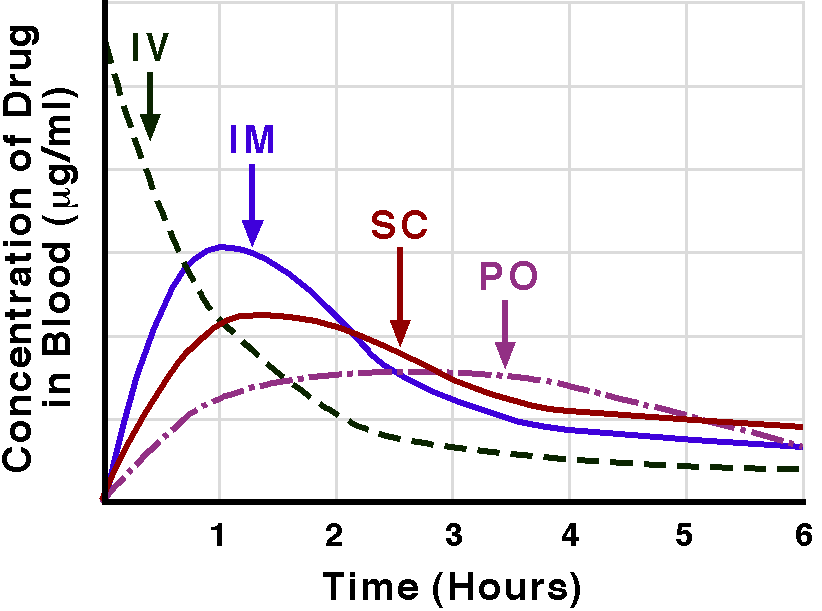 Concentration of Drug
in Blood (µg/ml)
IV
IM
SC
PO
1 2 3 4 5 6
Time (Hours)